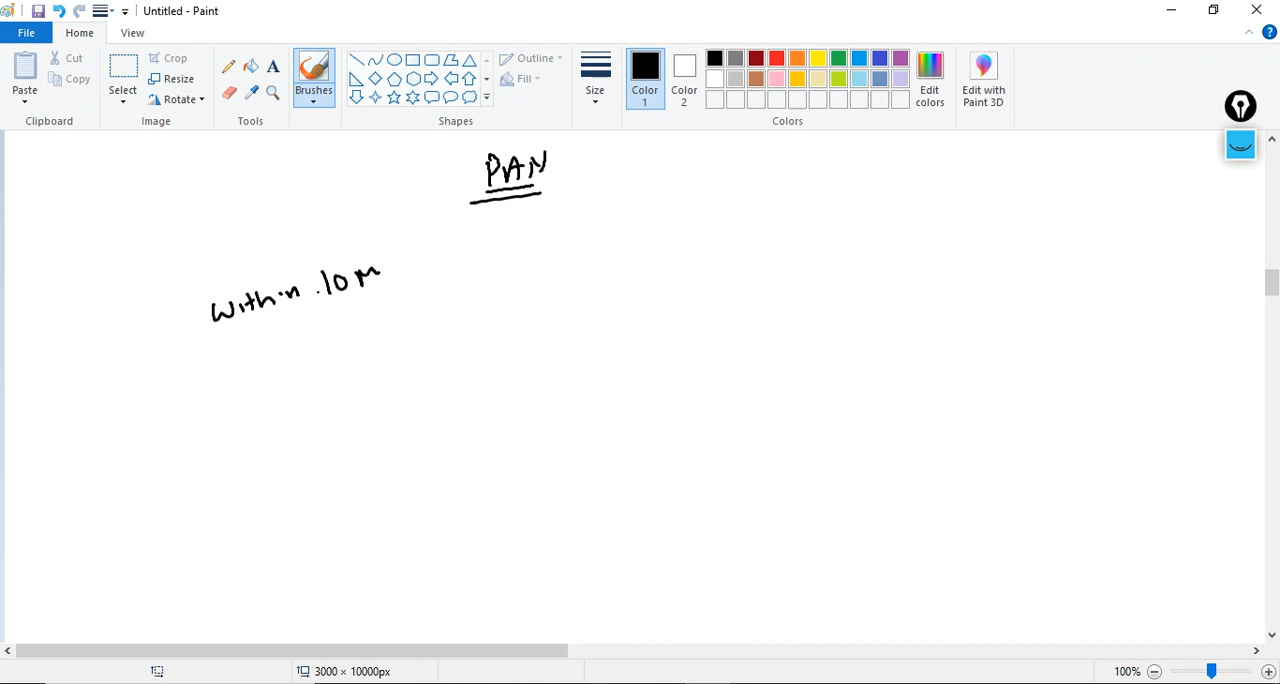 Untitled - Paint
File Home View
Paste Cut Copy Clipboard
Select Crop Resize Rotate Image
Tools
Brushes
Shapes
Outline Fill
Size
Color 1 Color 2 Edit colors Colors
Edit with Paint 3D
PAN
within .10 M
3000 × 10000px 100%